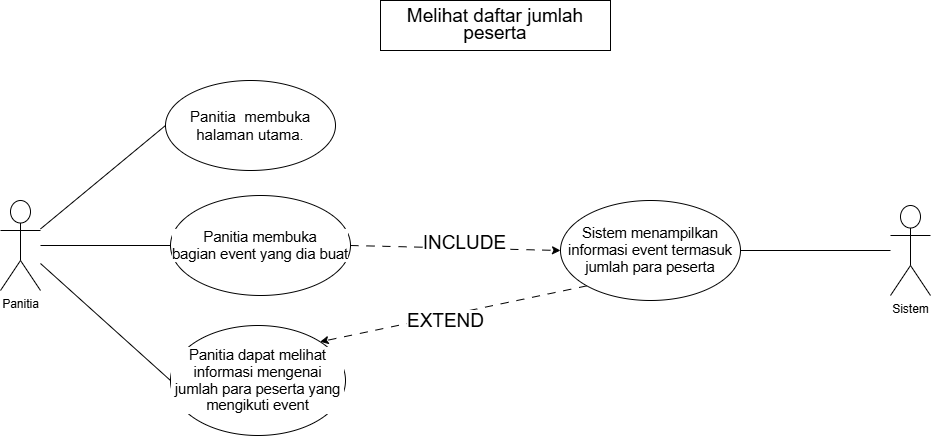 Melihat daftar jumlah
peserta
Panitia membuka
halaman utama.
Panitia membuka
bagian event yang dia buat
INCLUDE
Sistem menampilkan
informasi event termasuk
jumlah para peserta
Panitia
Sistem
EXTEND
Panitia dapat melihat
informasi mengenai
jumlah para peserta yang
mengikuti event